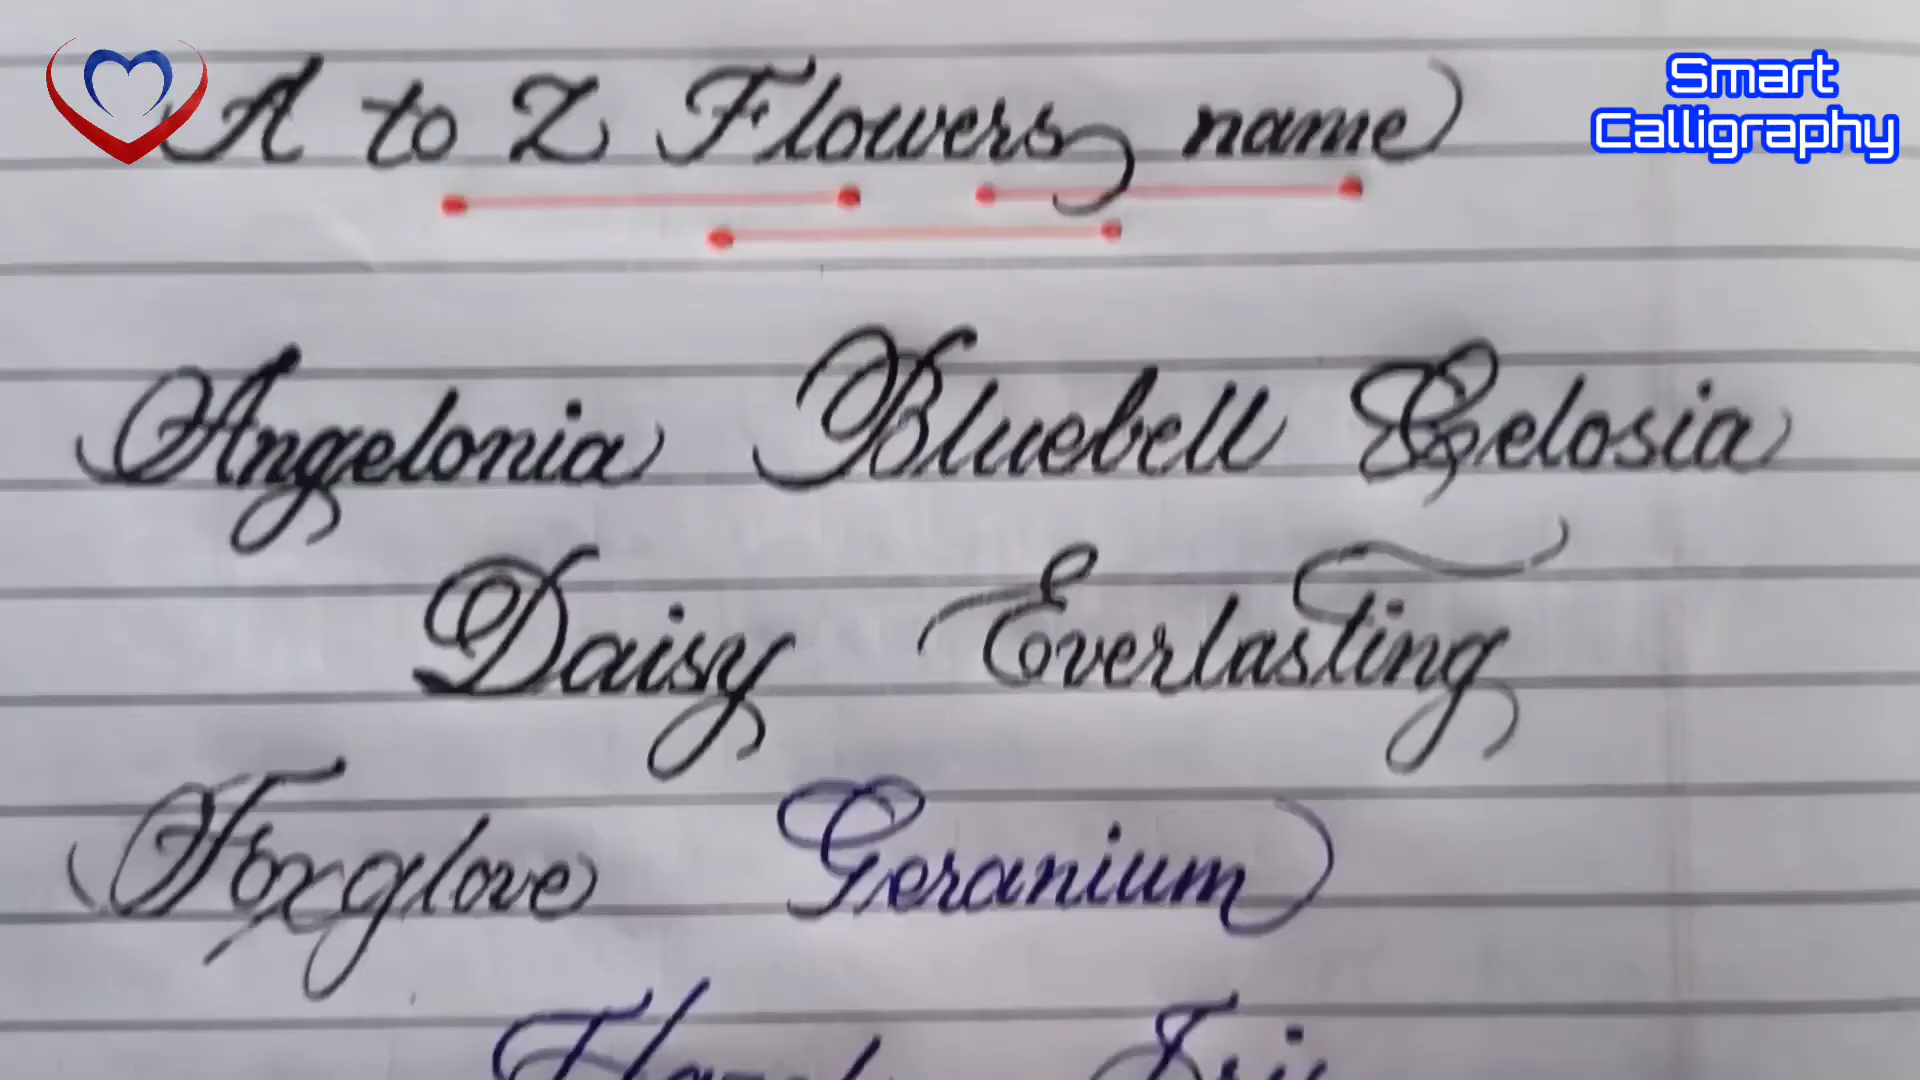 A to Z Flowers name
Smart
Calligraphy
Angelonia Bluebell Celosia
Daisy Everlasting
Foxglove Geranium